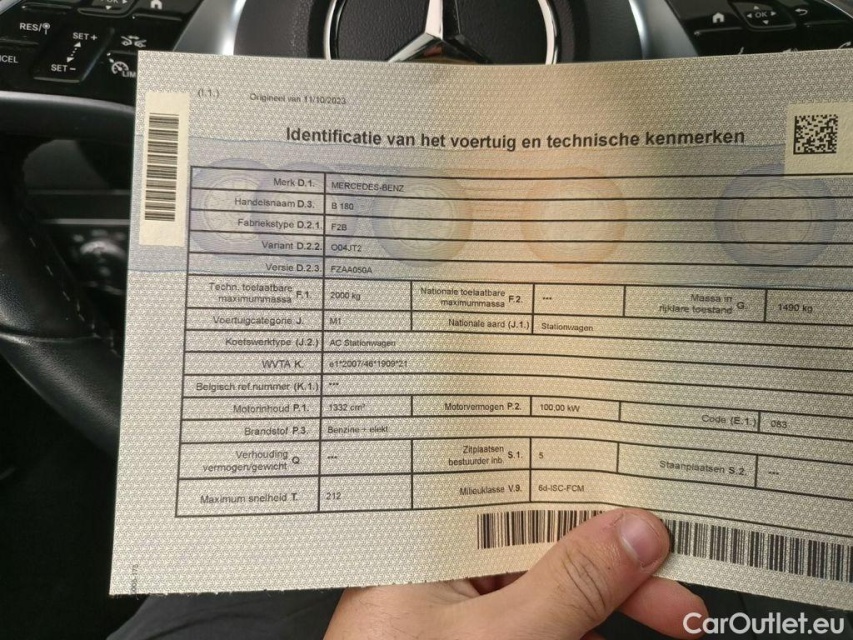 RES/
CEL
SET +
SET -
LIM
OK
OK
(I.1.)
Origineel van 11/10/2023
Identificatie van het voertuig en technische kenmerken
Merk D.1. MERCEDES-BENZ
Handelsnaam D.3. B 180
Fabriekstype D.2.1. F2B
Variant D.2.2. O04JT2
Versie D.2.3. FZAA050A
Techn. toelaatbare maximummassa F.1. 2000 kg Nationale toelaatbare maximummassa F.2. --- Massa in rijklare toestand G. 1490 kg
Voertuigcategorie J. M1 Nationale aard (J.1.) Stationwagen
Koetswerktype (J.2.) AC Stationwagen
WVTA K. e1*2007/46*1909*21
Belgisch ref.nummer (K.1.) ---
Motorinhoud P.1. 1332 cm³ Motorvermogen P.2. 100,00 kW Code (E.1.) 083
Brandstof P.3. Benzine + elekt
Verhouding vermogen/gewicht Q. --- Zitplaatsen bestuurder inb. S.1. 5 Staanplaatsen S.2. ---
Maximum snelheid T. 212 Milieuklasse V.9. 6d-ISC-FCM
CarOutlet.eu